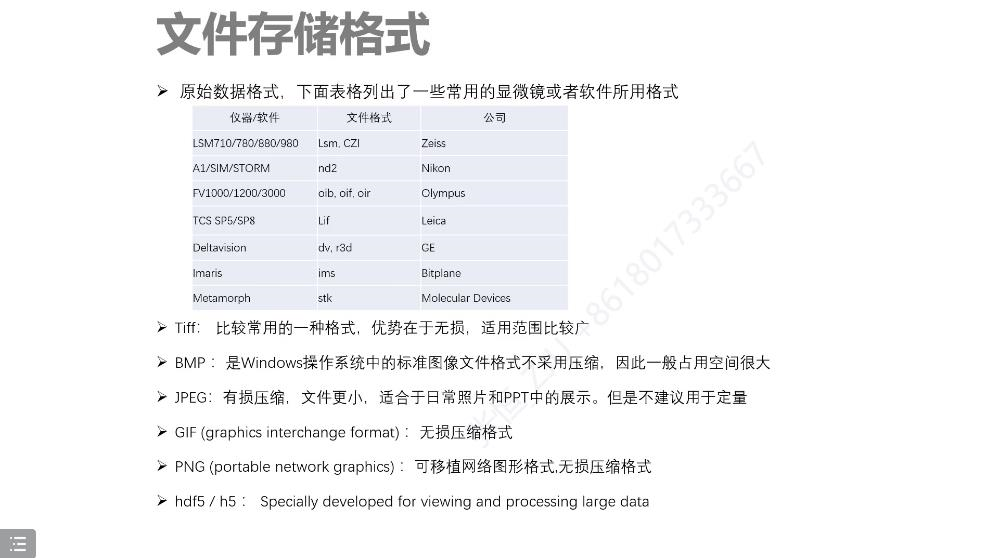 文件存储格式
➢ 原始数据格式，下面表格列出了一些常用的显微镜或者软件所用格式
仪器/软件 文件格式 公司
LSM710/780/880/980 Lsm, CZI Zeiss
A1/SIM/STORM nd2 Nikon
FV1000/1200/3000 oib, oif, oir Olympus
TCS SP5/SP8 Lif Leica
Deltavision dv, r3d GE
Imaris ims Bitplane
Metamorph stk Molecular Devices
➢ Tiff： 比较常用的一种格式，优势在于无损，适用范围比较广
➢ BMP： 是Windows操作系统中的标准图像文件格式不采用压缩，因此一般占用空间很大
➢ JPEG：有损压缩，文件更小，适合于日常照片和PPT中的展示。但是不建议用于定量
➢ GIF (graphics interchange format)： 无损压缩格式
➢ PNG (portable network graphics)： 可移植网络图形格式,无损压缩格式
➢ hdf5 / h5： Specially developed for viewing and processing large data
8618017333667